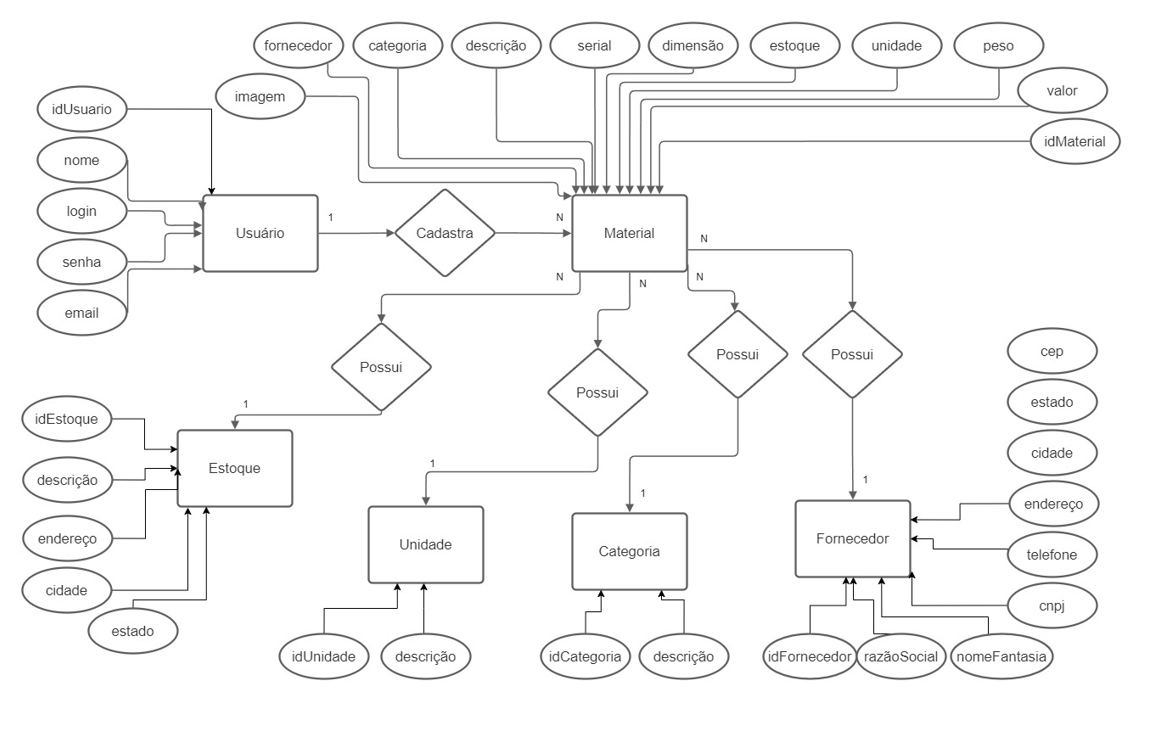 fornecedor
categoria
descrição
serial
dimensão
estoque
unidade
peso
imagem
valor
idUsuario
idMaterial
nome
login
senha
email
Usuário
1
Cadastra
N
Material
N
N
N
N
Possui
Possui
Possui
Possui
cep
estado
cidade
endereço
telefone
cnpj
1
idEstoque
descrição
endereço
cidade
estado
Estoque
1
Unidade
1
Categoria
1
Fornecedor
idUnidade
descrição
idCategoria
descrição
idFornecedor
razãoSocial
nomeFantasia